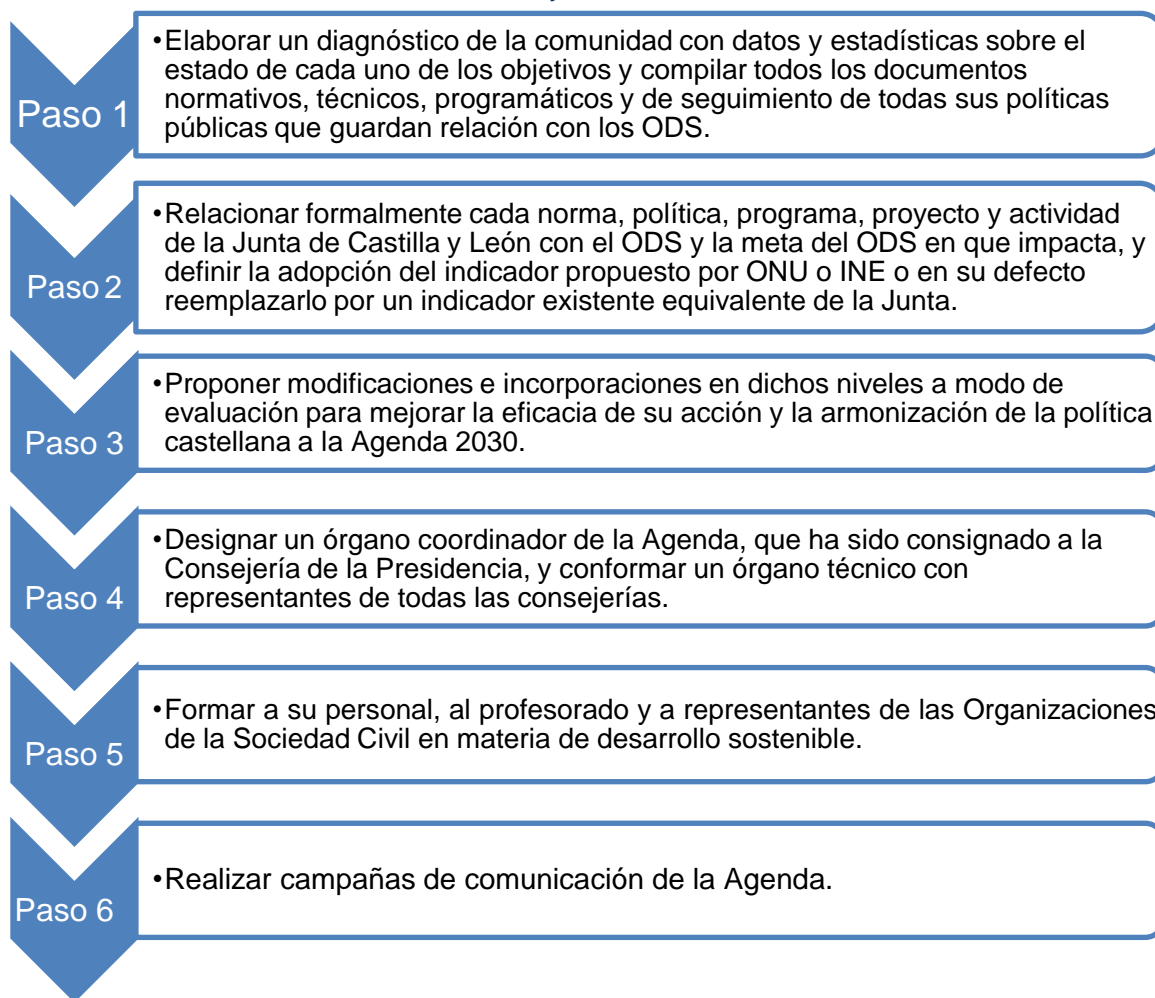 Paso 1
•Elaborar un diagnóstico de la comunidad con datos y estadísticas sobre el
estado de cada uno de los objetivos y compilar todos los documentos
normativos, técnicos, programáticos y de seguimiento de todas sus políticas
públicas que guardan relación con los ODS.
Paso 2
•Relacionar formalmente cada norma, política, programa, proyecto y actividad
de la Junta de Castilla y León con el ODS y la meta del ODS en que impacta, y
definir la adopción del indicador propuesto por ONU o INE o en su defecto
reemplazarlo por un indicador existente equivalente de la Junta.
Paso 3
•Proponer modificaciones e incorporaciones en dichos niveles a modo de
evaluación para mejorar la eficacia de su acción y la armonización de la política
castellana a la Agenda 2030.
Paso 4
•Designar un órgano coordinador de la Agenda, que ha sido consignado a la
Consejería de la Presidencia, y conformar un órgano técnico con
representantes de todas las consejerías.
Paso 5
•Formar a su personal, al profesorado y a representantes de las Organizaciones
de la Sociedad Civil en materia de desarrollo sostenible.
Paso 6
•Realizar campañas de comunicación de la Agenda.